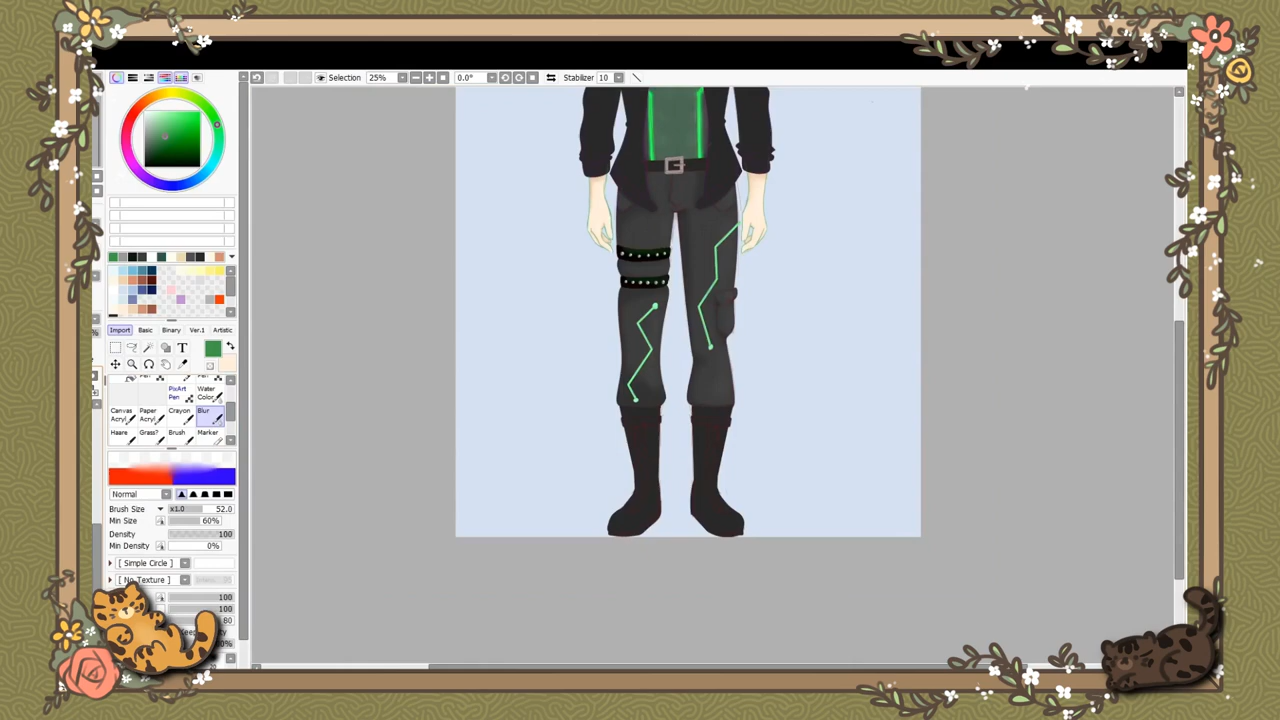 Selection 25% 0.0° Stabilizer 10
Import Basic Binary Ver.1 Artistic
T
PixArt Pen Water Color
Canvas Acryl Paper Acryl Crayon Blur
Haare Grass? Brush Marker
Normal
Brush Size x1.0 52.0
Min Size 60%
Density 100
Min Density 0%
[ Simple Circle ]
[ No Texture ]
100
100
80